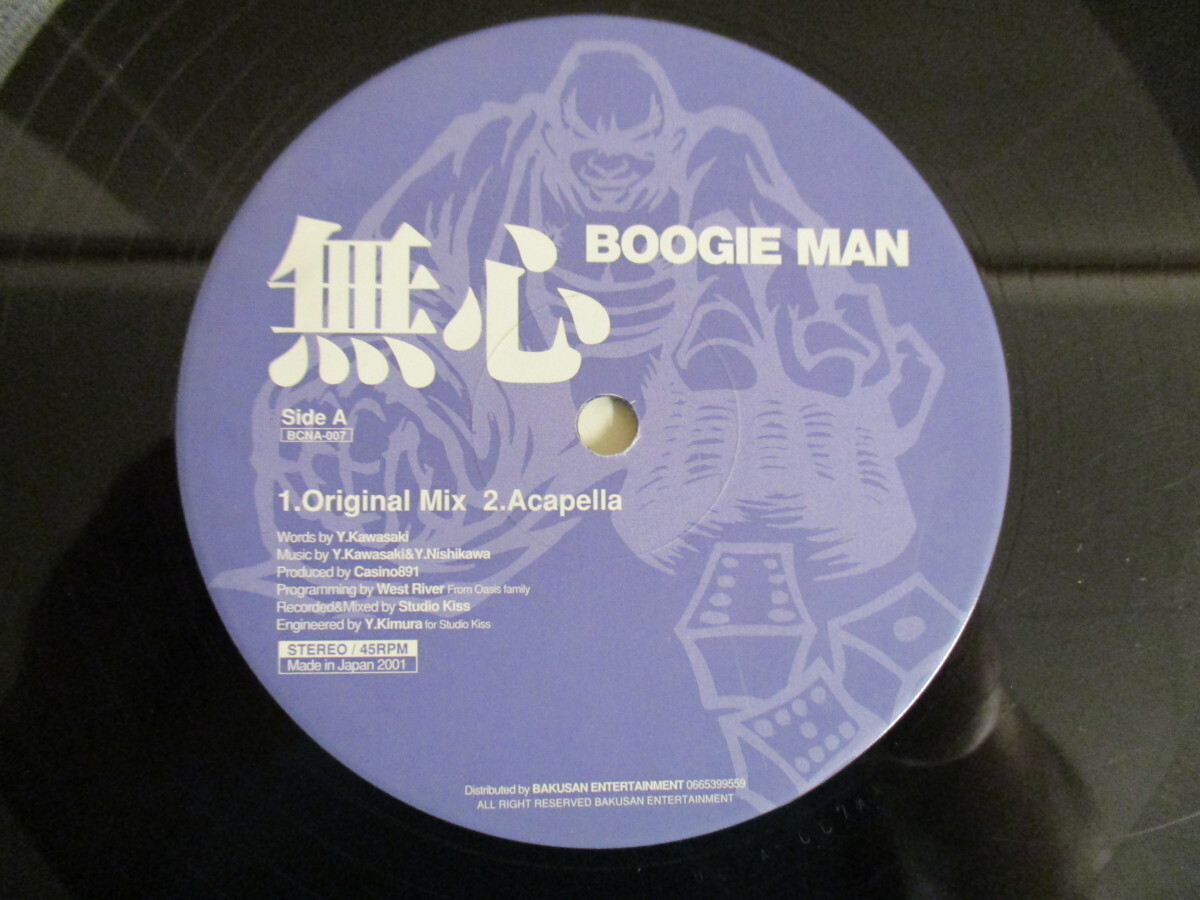 無心
BOOGIE MAN
Side A
BCNA-007
1.Original Mix 2.Acapella
Words by Y.Kawasaki
Music by Y.Kawasaki&Y.Nishikawa
Produced by Casino891
Programming by West River From Oasis family
Recorded&Mixed by Studio Kiss
Engineered by Y.Kimura for Studio Kiss
STEREO / 45RPM
Made in Japan 2001
Distributed by BAKUSAN ENTERTAINMENT 0665399559
ALL RIGHT RESERVED BAKUSAN ENTERTAINMENT